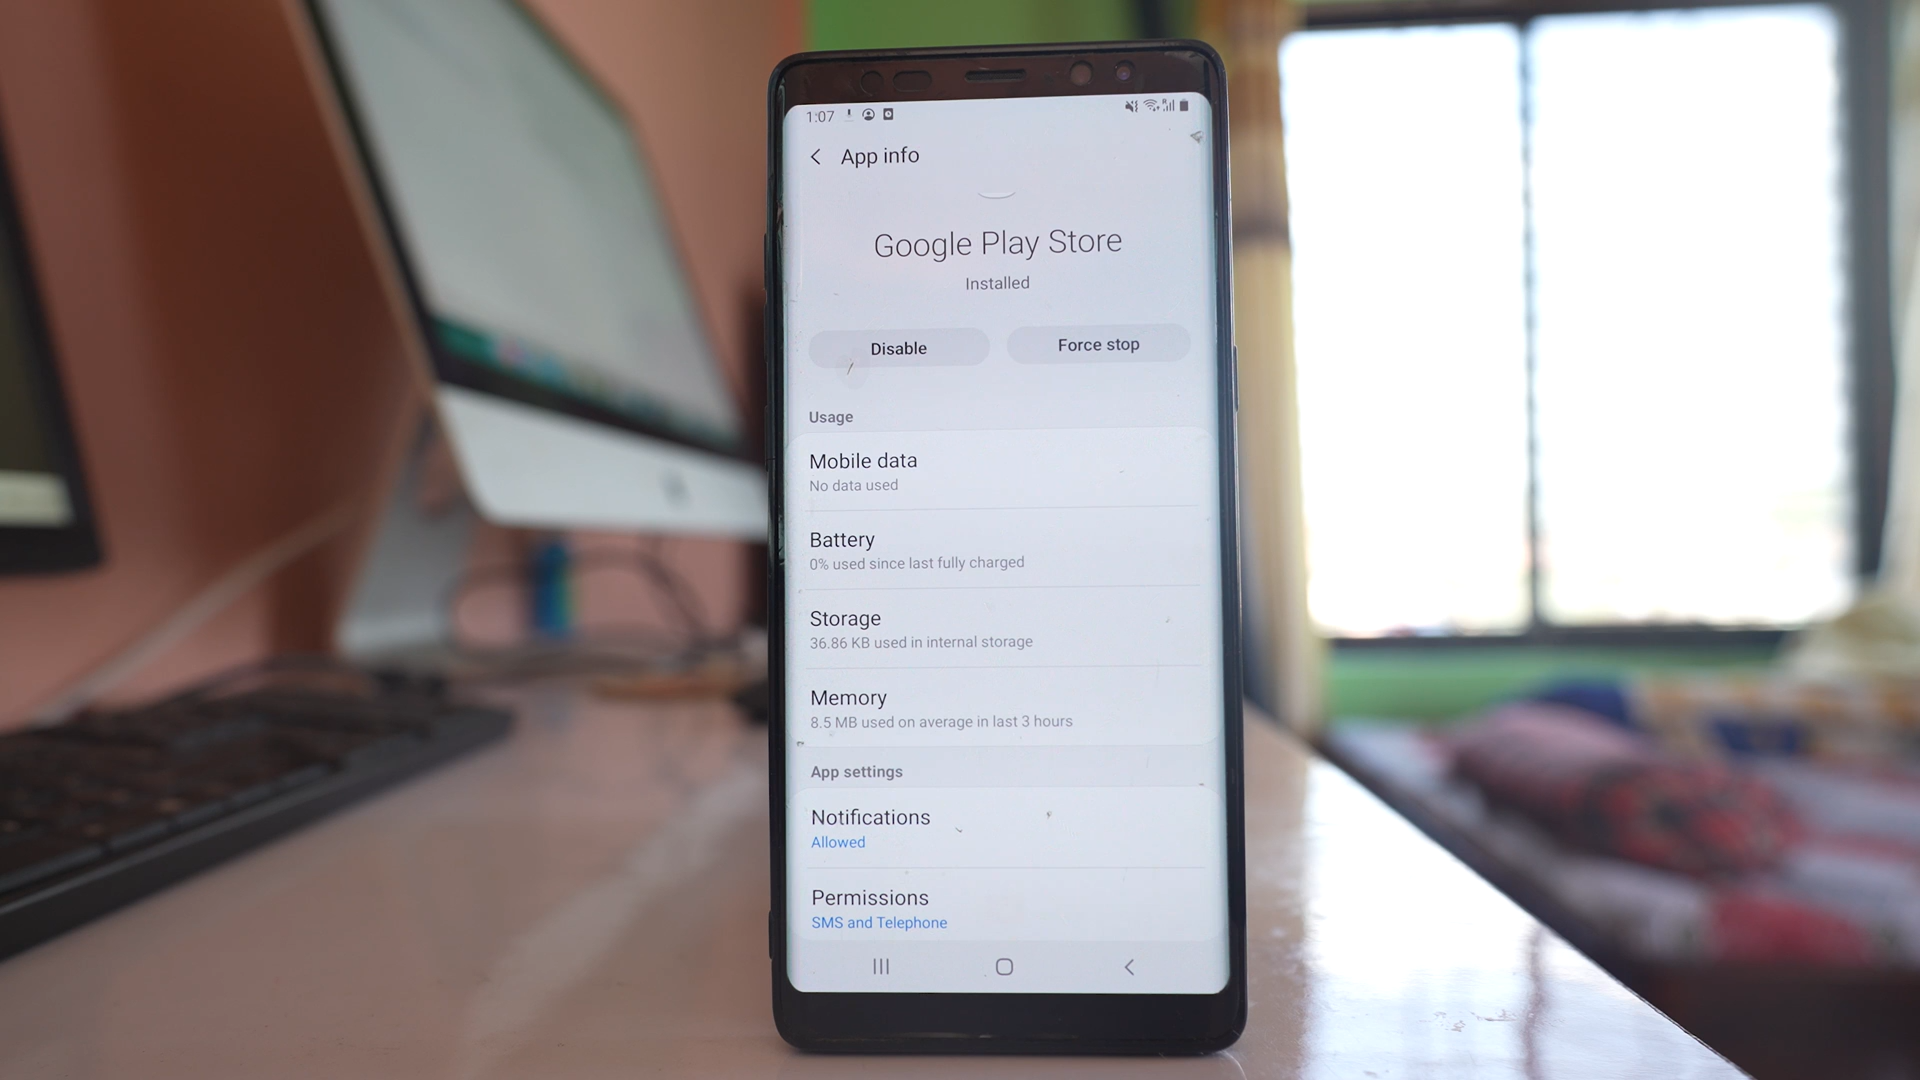 1:07
App info
Google Play Store
Installed
Disable
Force stop
Usage
Mobile data
No data used
Battery
0% used since last fully charged
Storage
36.86 KB used in internal storage
Memory
8.5 MB used on average in last 3 hours
App settings
Notifications
Allowed
Permissions
SMS and Telephone